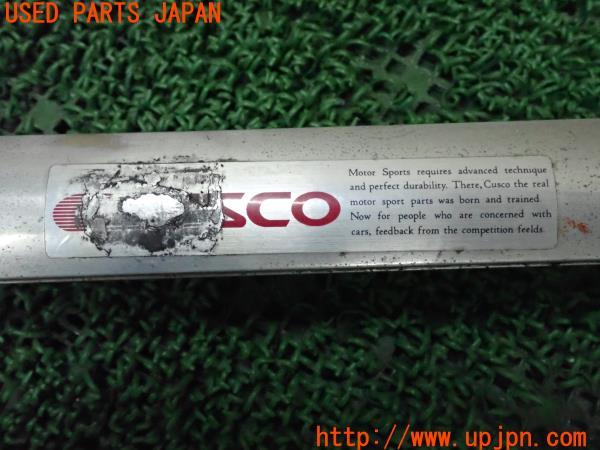 USED PARTS JAPAN
SCO
Motor Sports requires advanced technique
and perfect durability. There, Cusco the real
motor sport parts was born and trained.
Now for people who are concerned with
cars, feedback from the competition feelds.
http://www.upjpn.com/